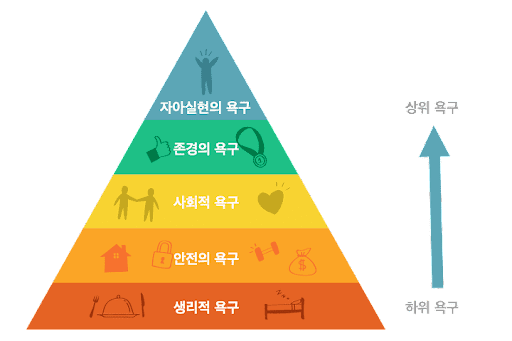 자아실현의 욕구
상위 욕구
존경의 욕구
사회적 욕구
안전의 욕구
생리적 욕구
하위 욕구